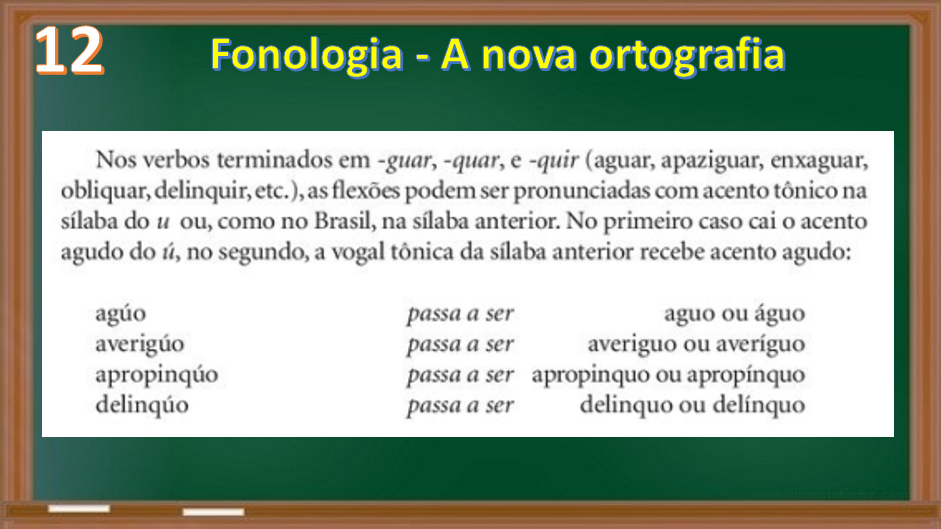 12
Fonologia - A nova ortografia
Nos verbos terminados em -guar, -quar, e -quir (aguar, apaziguar, enxaguar,
obliquar, delinquir, etc.), as flexões podem ser pronunciadas com acento tônico na
sílaba do u ou, como no Brasil, na sílaba anterior. No primeiro caso cai o acento
agudo do ú, no segundo, a vogal tônica da sílaba anterior recebe acento agudo:
agúo passa a ser aguo ou águo
averigúo passa a ser averiguo ou averíguo
apropinqúo passa a ser apropinquo ou apropínquo
delinqúo passa a ser delinquo ou delínquo